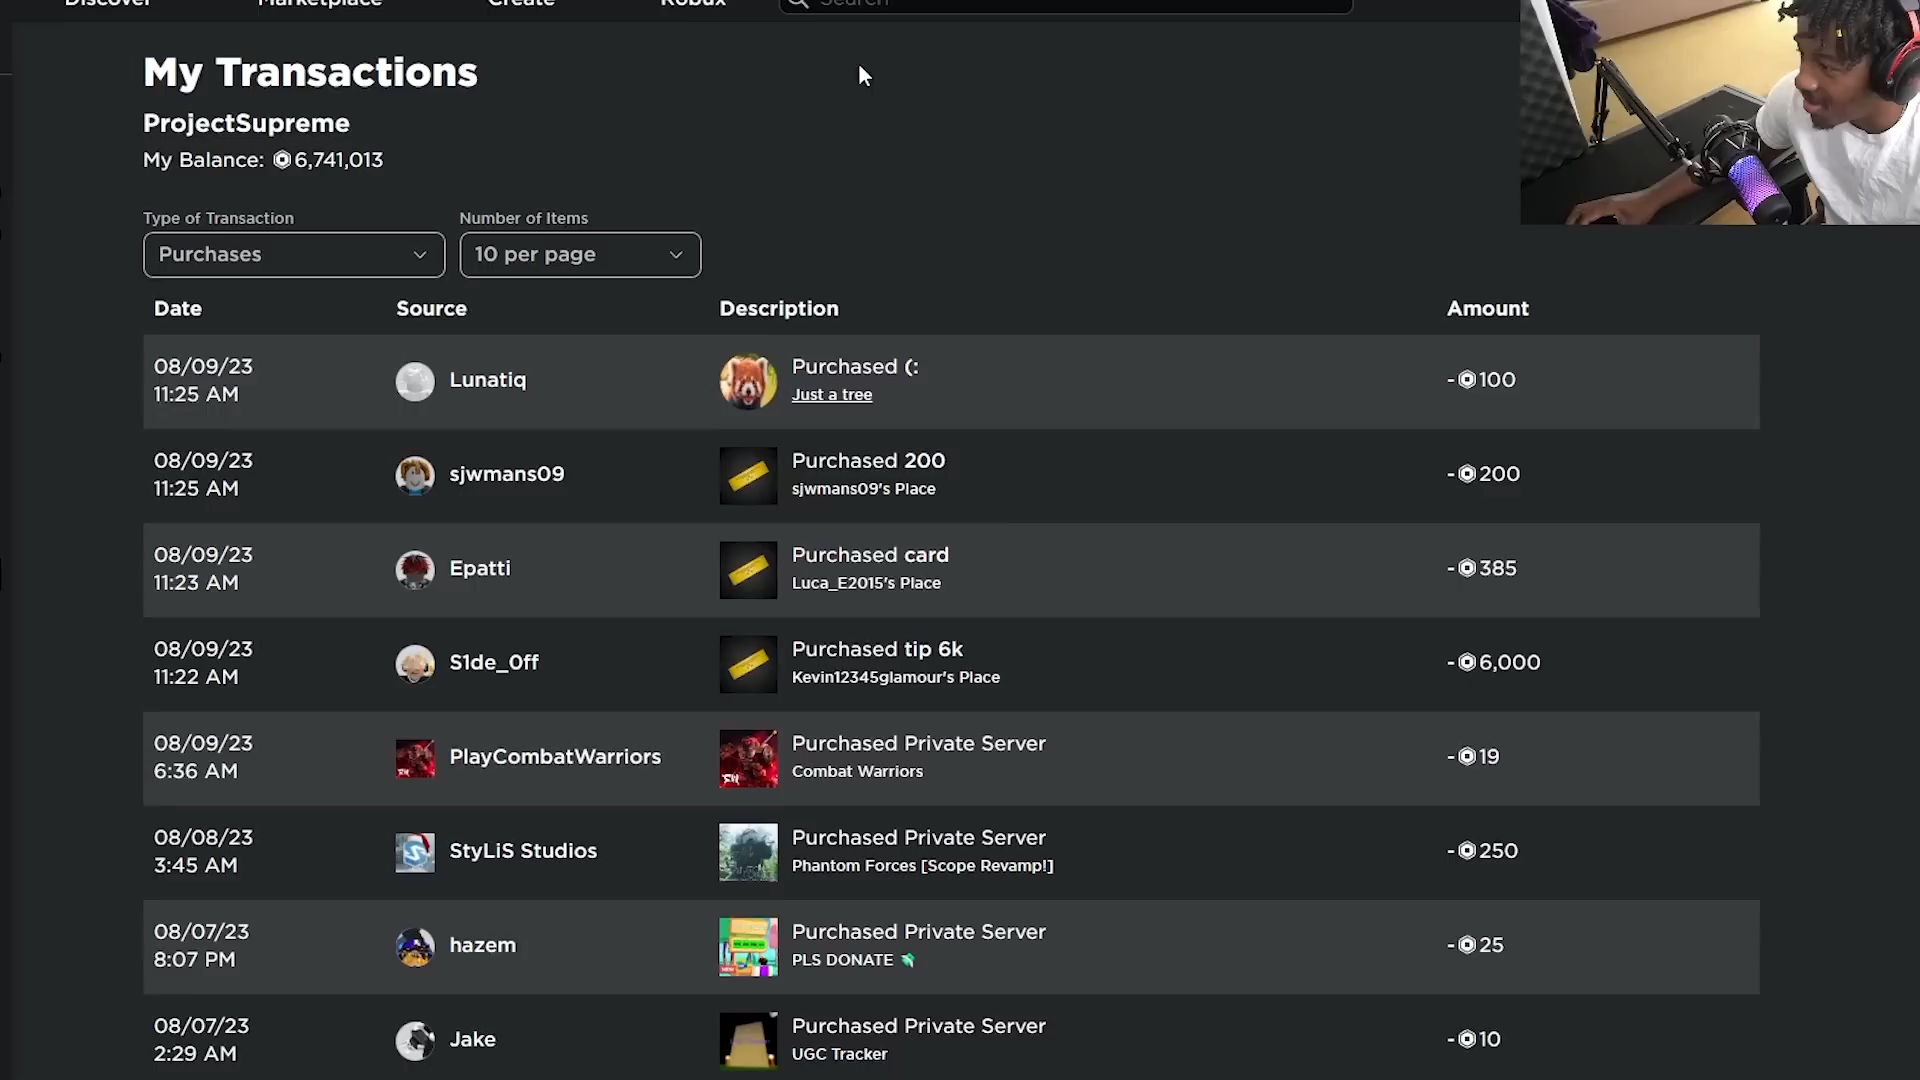 Discover Marketplace Create Robux Search
My Transactions
ProjectSupreme
My Balance: 6,741,013
Type of Transaction Number of Items
Purchases 10 per page
Date Source Description Amount
08/09/23
11:25 AM
Lunatiq
Purchased (:
Just a tree
-100
08/09/23
11:25 AM
sjwmans09
Purchased 200
sjwmans09's Place
-200
08/09/23
11:23 AM
Epatti
Purchased card
Luca_E2015's Place
-385
08/09/23
11:22 AM
S1de_0ff
Purchased tip 6k
Kevin12345glamour's Place
-6,000
08/09/23
6:36 AM
PlayCombatWarriors
Purchased Private Server
Combat Warriors
-19
08/08/23
3:45 AM
StyLiS Studios
Purchased Private Server
Phantom Forces [Scope Revamp!]
-250
08/07/23
8:07 PM
hazem
Purchased Private Server
PLS DONATE 💸
-25
08/07/23
2:29 AM
Jake
Purchased Private Server
UGC Tracker
-10